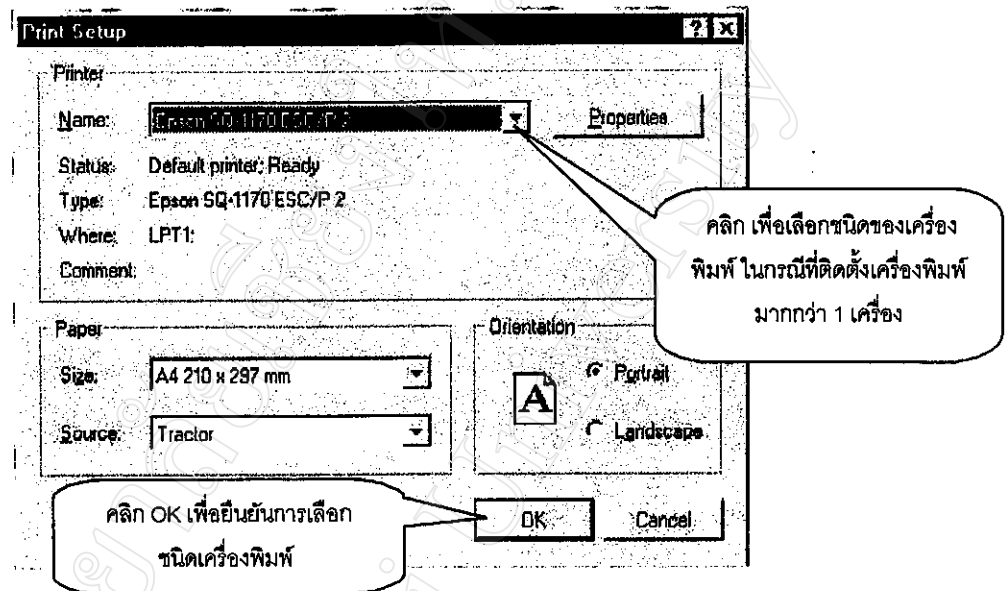 Print Setup
Printer
Name: Epson SQ-1170 ESC/P 2
Properties
Status: Default printer; Ready
Type: Epson SQ-1170 ESC/P 2
Where: LPT1:
Comment:
คลิก เพื่อเลือกชนิดของเครื่อง
พิมพ์ ในกรณีที่ติดตั้งเครื่องพิมพ์
มากกว่า 1 เครื่อง
Paper
Size: A4 210 x 297 mm
Source: Tractor
Orientation
A
Portrait
Landscape
คลิก OK เพื่อยืนยันการเลือก
ชนิดเครื่องพิมพ์
OK
Cancel